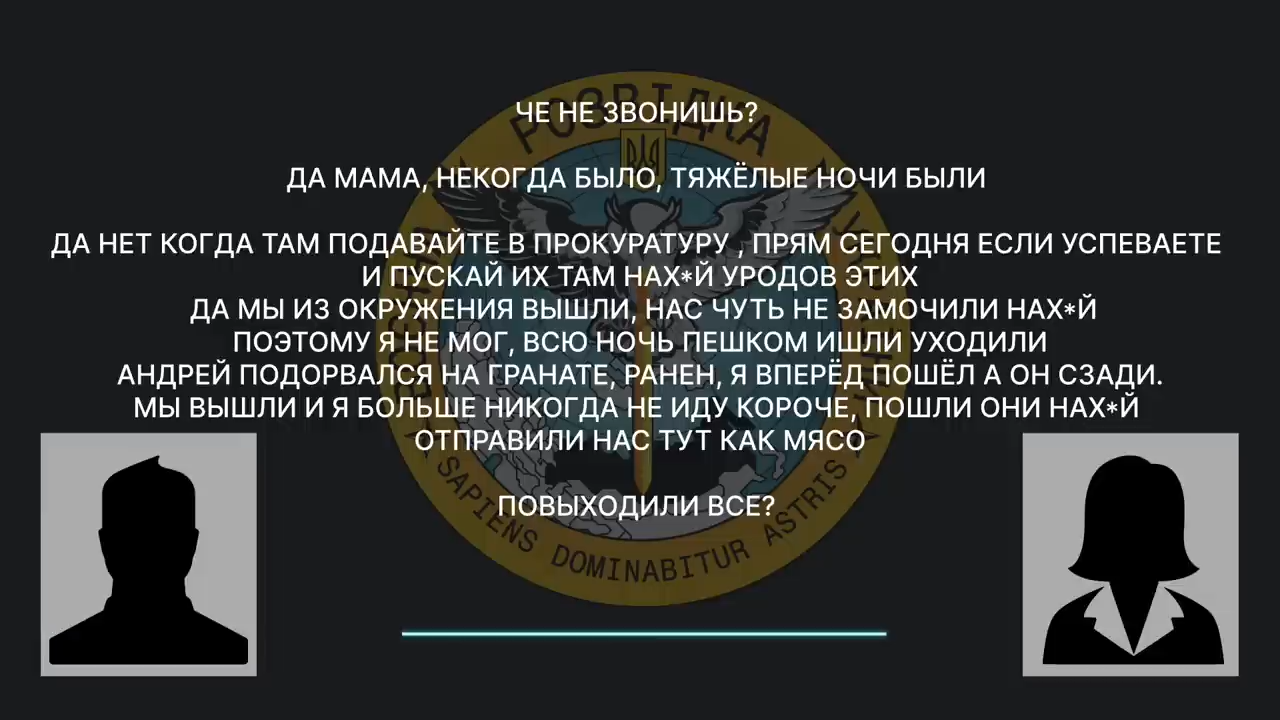 ЧЕ НЕ ЗВОНИШЬ?
ДА МАМА, НЕКОГДА БЫЛО, ТЯЖЁЛЫЕ НОЧИ БЫЛИ
ДА НЕТ КОГДА ТАМ ПОДАВАЙТЕ В ПРОКУРАТУРУ , ПРЯМ СЕГОДНЯ ЕСЛИ УСПЕВАЕТЕ
И ПУСКАЙ ИХ ТАМ НАХ*Й УРОДОВ ЭТИХ
ДА МЫ ИЗ ОКРУЖЕНИЯ ВЫШЛИ, НАС ЧУТЬ НЕ ЗАМОЧИЛИ НАХ*Й
ПОЭТОМУ Я НЕ МОГ, ВСЮ НОЧЬ ПЕШКОМ ИШЛИ УХОДИЛИ
АНДРЕЙ ПОДОРВАЛСЯ НА ГРАНАТЕ, РАНЕН, Я ВПЕРЁД ПОШЁЛ А ОН СЗАДИ.
МЫ ВЫШЛИ И Я БОЛЬШЕ НИКОГДА НЕ ИДУ КОРОЧЕ, ПОШЛИ ОНИ НАХ*Й
ОТПРАВИЛИ НАС ТУТ КАК МЯСО
ПОВЫХОДИЛИ ВСЕ?
РОЗВІДКА
SAPIENS DOMINABITUR ASTRIS